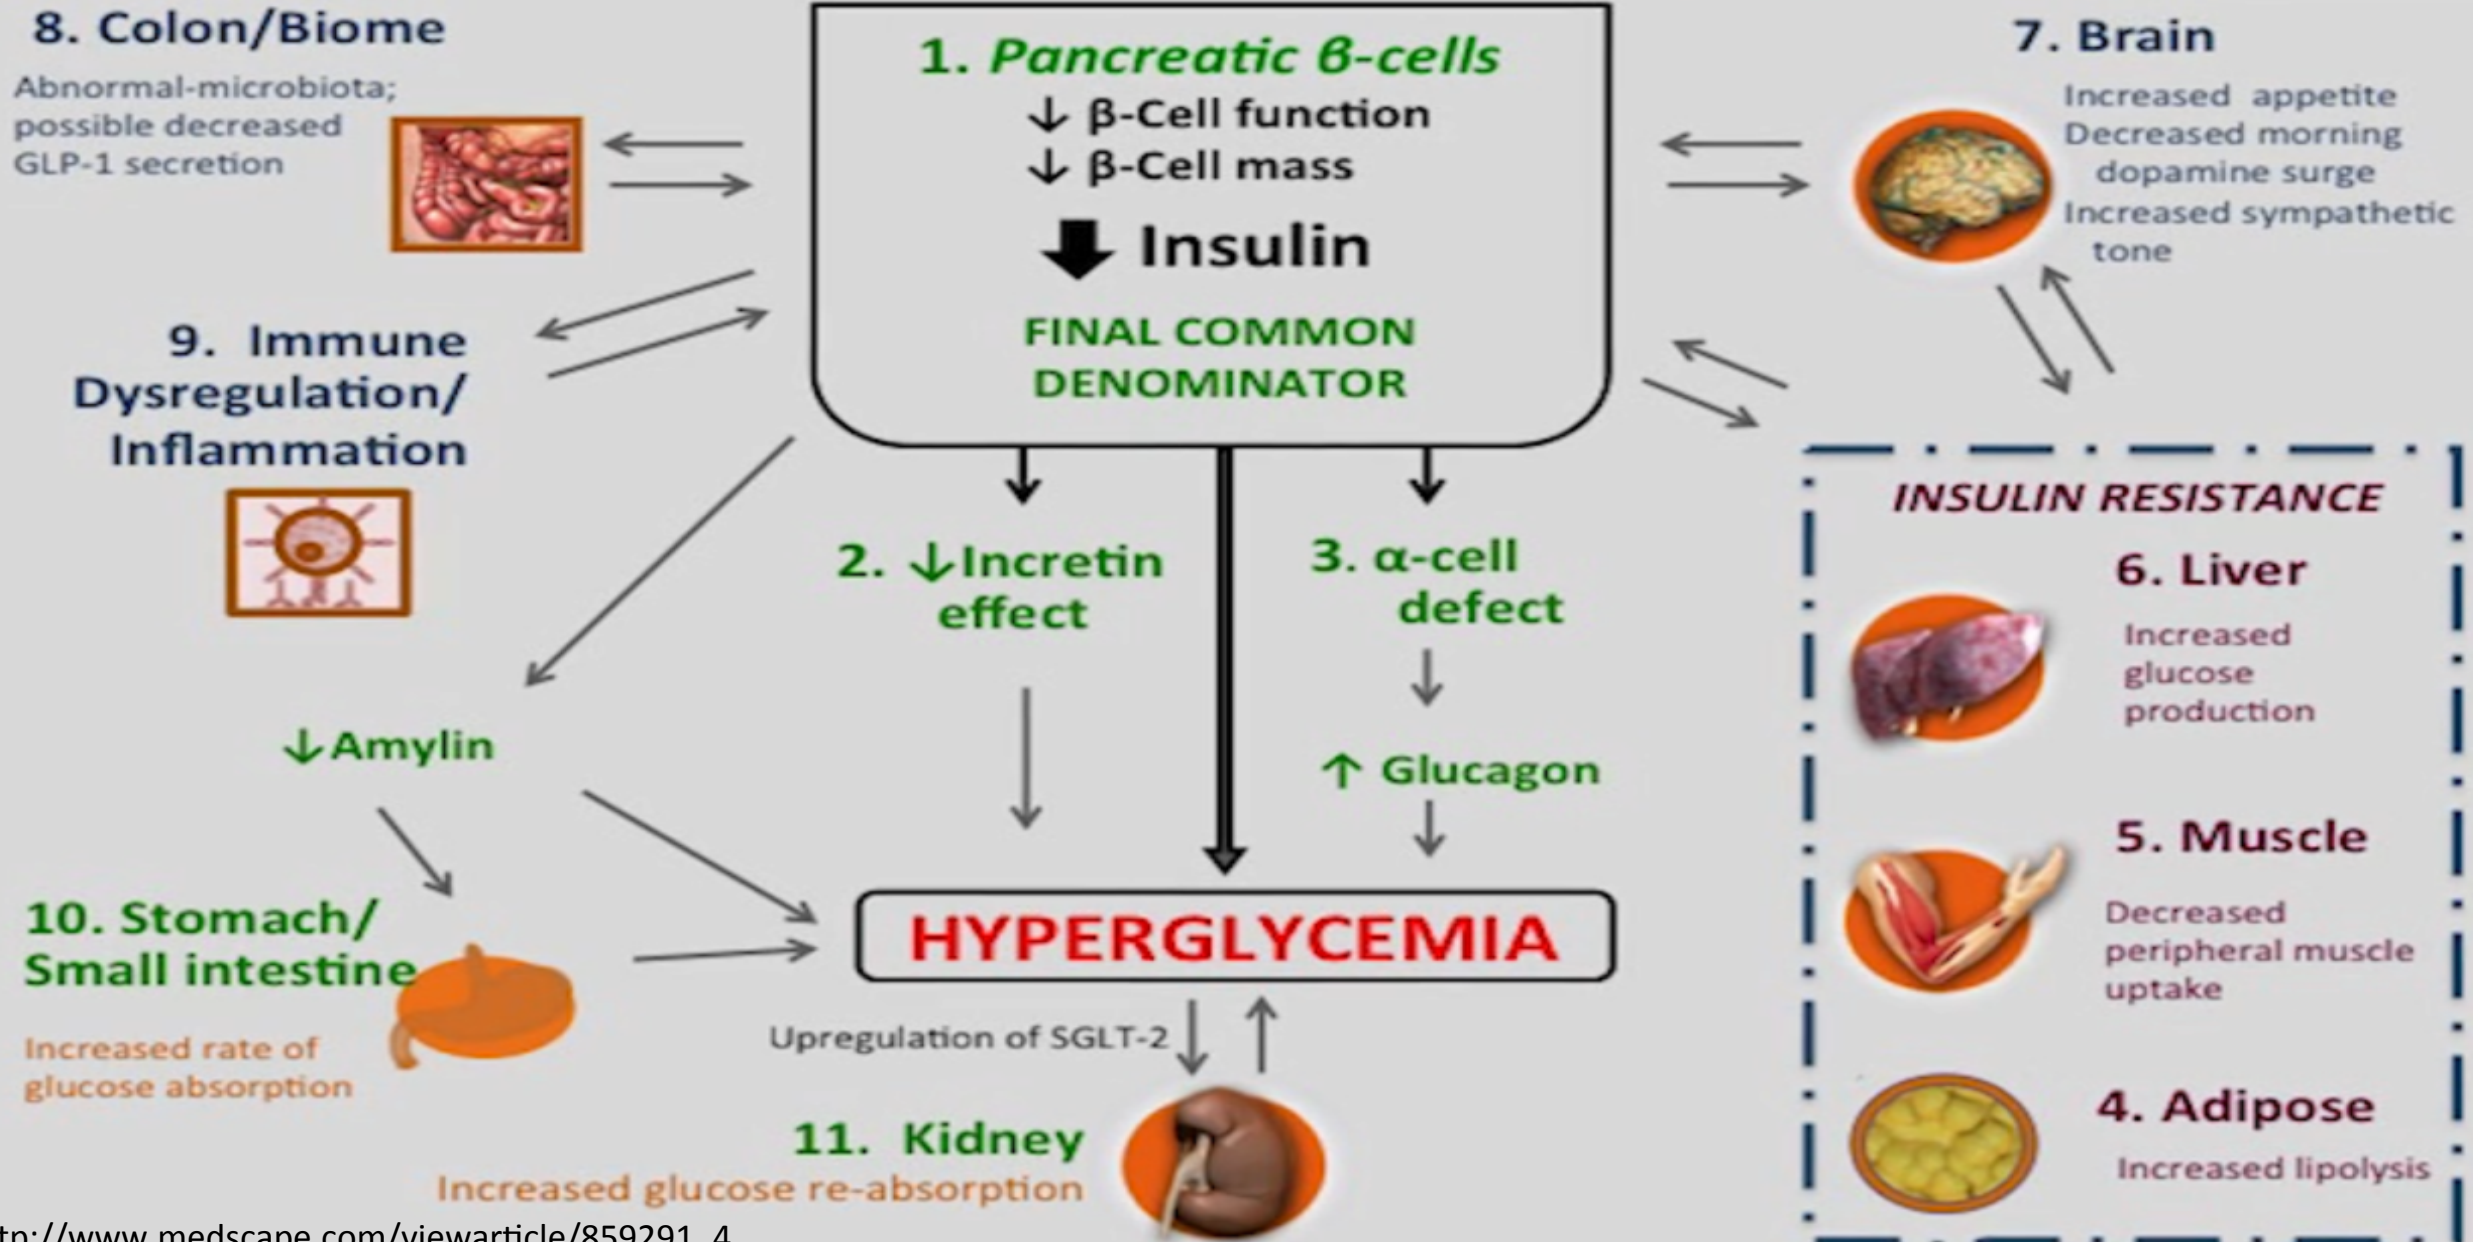 8. Colon/Biome
Abnormal-microbiota;
possible decreased
GLP-1 secretion
1. Pancreatic β-cells
↓ β-Cell function
↓ β-Cell mass
↓ Insulin
FINAL COMMON
DENOMINATOR
7. Brain
Increased appetite
Decreased morning
dopamine surge
Increased sympathetic
tone
9. Immune
Dysregulation/
Inflammation
2. ↓Incretin
effect
3. α-cell
defect
↑ Glucagon
↓Amylin
INSULIN RESISTANCE
6. Liver
Increased
glucose
production
5. Muscle
Decreased
peripheral muscle
uptake
4. Adipose
Increased lipolysis
10. Stomach/
Small intestine
Increased rate of
glucose absorption
HYPERGLYCEMIA
Upregulation of SGLT-2
11. Kidney
Increased glucose re-absorption
tp://www.medscape.com/viewarticle/859291_4